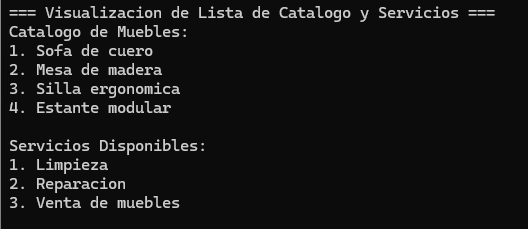 === Visualizacion de Lista de Catalogo y Servicios ===
Catalogo de Muebles:
1. Sofa de cuero
2. Mesa de madera
3. Silla ergonomica
4. Estante modular

Servicios Disponibles:
1. Limpieza
2. Reparacion
3. Venta de muebles